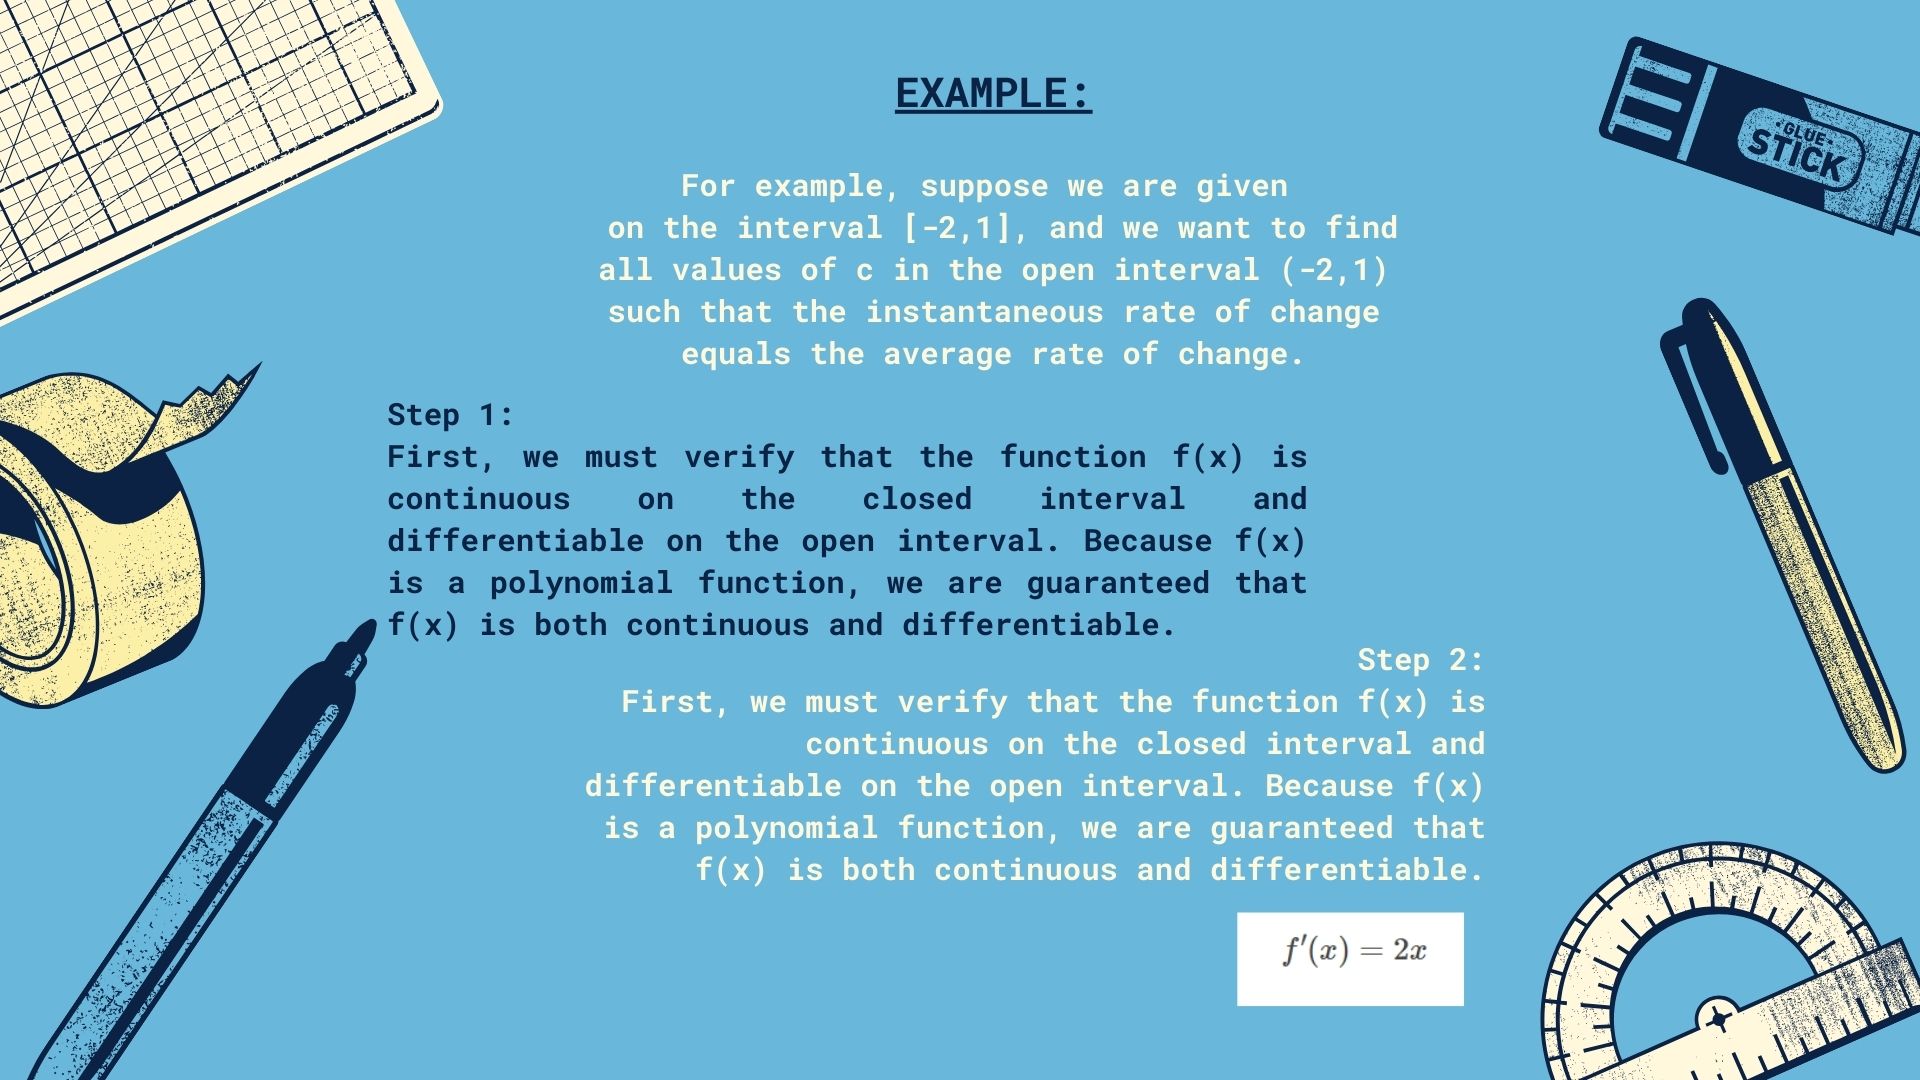 EXAMPLE:
GLUE
STICK
For example, suppose we are given
on the interval [-2,1], and we want to find
all values of c in the open interval (-2,1)
such that the instantaneous rate of change
equals the average rate of change.
Step 1:
First, we must verify that the function f(x) is
continuous on the closed interval and
differentiable on the open interval. Because f(x)
is a polynomial function, we are guaranteed that
f(x) is both continuous and differentiable.
Step 2:
First, we must verify that the function f(x) is
continuous on the closed interval and
differentiable on the open interval. Because f(x)
is a polynomial function, we are guaranteed that
f(x) is both continuous and differentiable.
f′(x) = 2x